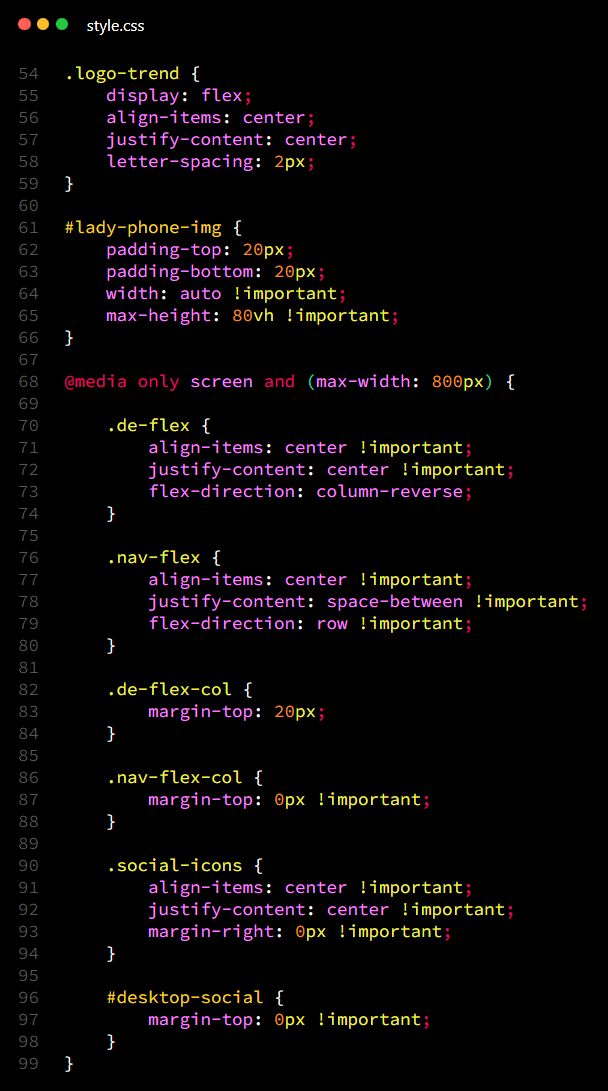 style.css
54 .logo-trend {
55     display: flex;
56     align-items: center;
57     justify-content: center;
58     letter-spacing: 2px;
59 }
60
61 #lady-phone-img {
62     padding-top: 20px;
63     padding-bottom: 20px;
64     width: auto !important;
65     max-height: 80vh !important;
66 }
67
68 @media only screen and (max-width: 800px) {
69
70     .de-flex {
71         align-items: center !important;
72         justify-content: center !important;
73         flex-direction: column-reverse;
74     }
75
76     .nav-flex {
77         align-items: center !important;
78         justify-content: space-between !important;
79         flex-direction: row !important;
80     }
81
82     .de-flex-col {
83         margin-top: 20px;
84     }
85
86     .nav-flex-col {
87         margin-top: 0px !important;
88     }
89
90     .social-icons {
91         align-items: center !important;
92         justify-content: center !important;
93         margin-right: 0px !important;
94     }
95
96     #desktop-social {
97         margin-top: 0px !important;
98     }
99 }